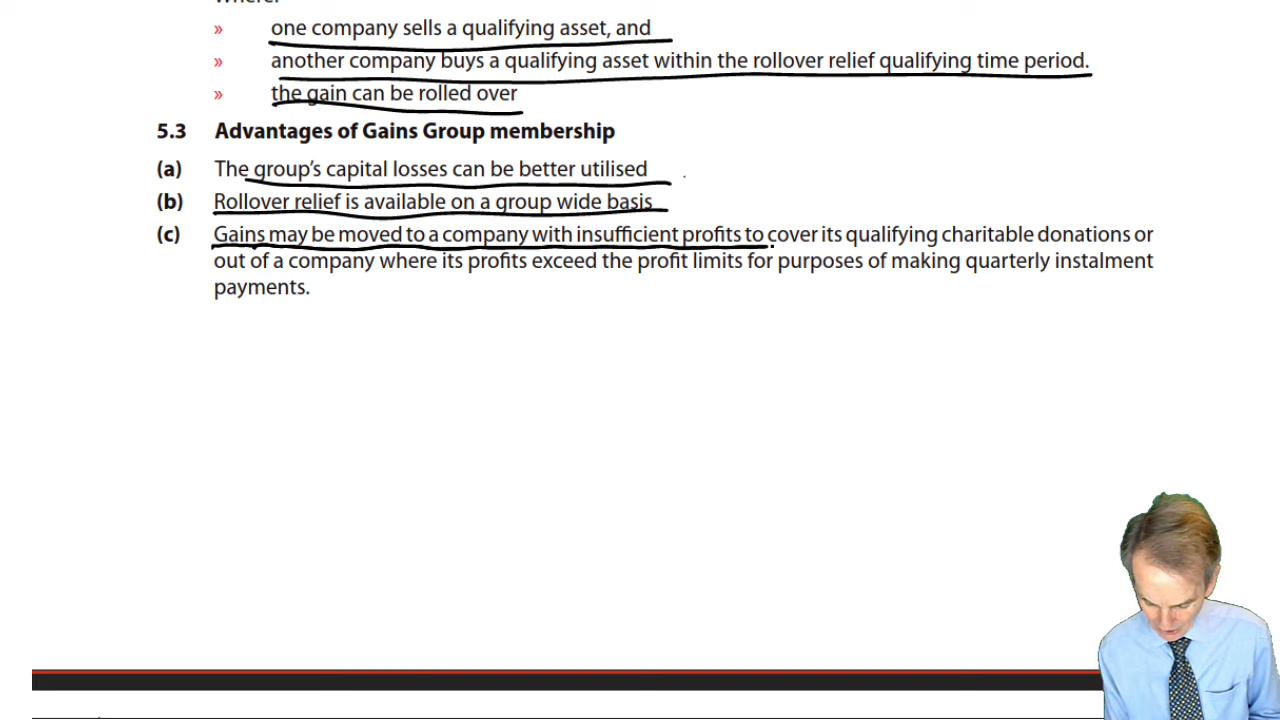 » one company sells a qualifying asset, and
» another company buys a qualifying asset within the rollover relief qualifying time period.
» the gain can be rolled over
5.3 Advantages of Gains Group membership
(a) The group's capital losses can be better utilised
(b) Rollover relief is available on a group wide basis
(c) Gains may be moved to a company with insufficient profits to cover its qualifying charitable donations or
out of a company where its profits exceed the profit limits for purposes of making quarterly instalment
payments.